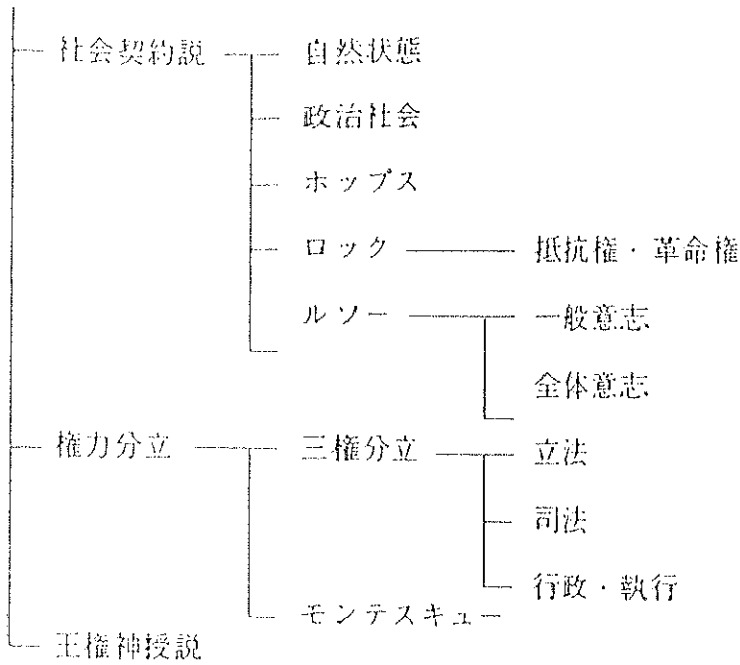 社会契約説 自然状態
政治社会
ホップス
ロック 抵抗権・革命権
ルソー 一般意志
全体意志
権力分立 三権分立 立法
司法
行政・執行
モンテスキュー
王権神授説